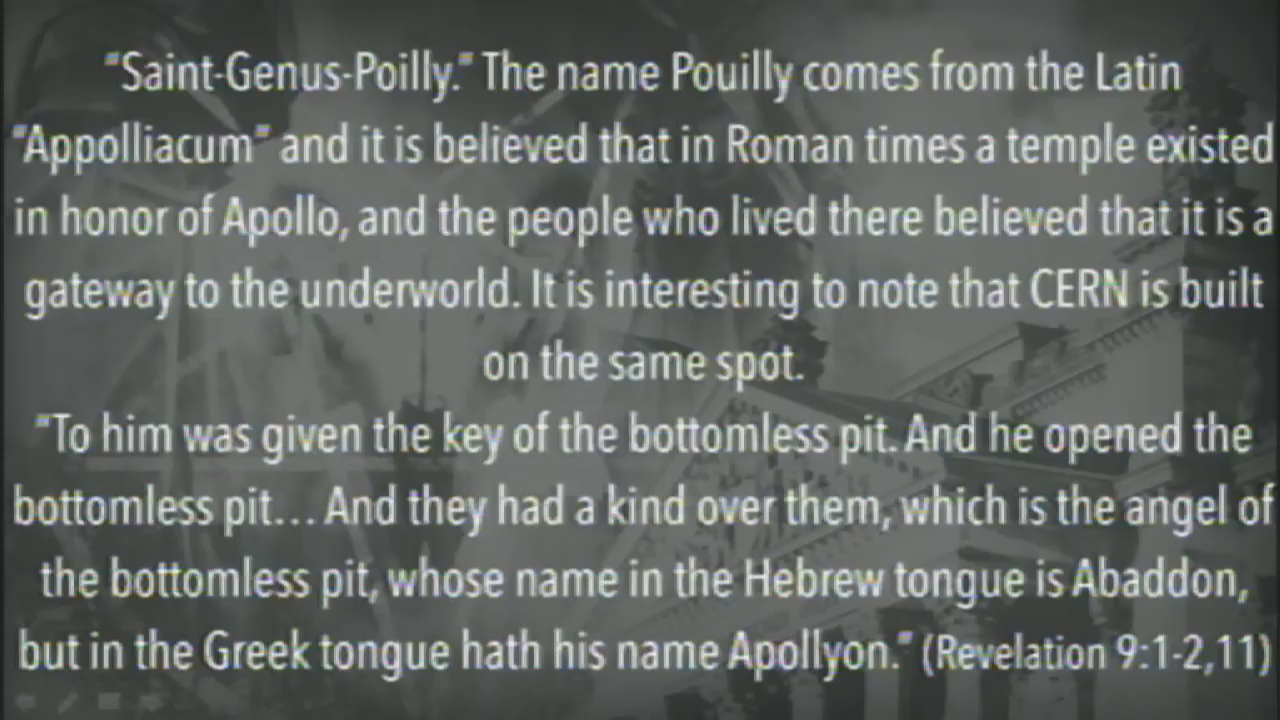 "Saint-Genus-Poilly." The name Pouilly comes from the Latin
"Appolliacum" and it is believed that in Roman times a temple existed
in honor of Apollo, and the people who lived there believed that it is a
gateway to the underworld. It is interesting to note that CERN is built
on the same spot.
"To him was given the key of the bottomless pit. And he opened the
bottomless pit... And they had a kind over them, which is the angel of
the bottomless pit, whose name in the Hebrew tongue is Abaddon,
but in the Greek tongue hath his name Apollyon." (Revelation 9:1-2,11)